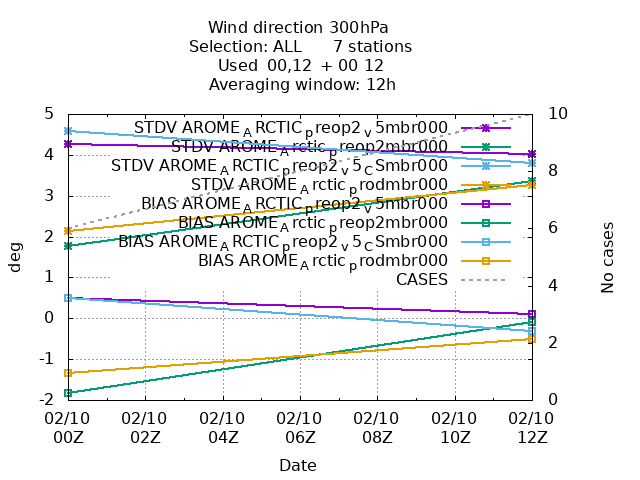 Wind direction 300hPa
Selection: ALL 7 stations
Used 00,12 + 00 12
Averaging window: 12h
5
4
3
2
1
0
-1
-2
deg
10
8
6
4
2
0
No cases
STDV AROME_ARCTIC_preop2_v5mbr000
STDV AROME_Arctic_preop2mbr000
STDV AROME_ARCTIC_preop2_v5_CSmbr000
STDV AROME_Arctic_prodmbr000
BIAS AROME_ARCTIC_preop2_v5mbr000
BIAS AROME_Arctic_preop2mbr000
BIAS AROME_ARCTIC_preop2_v5_CSmbr000
BIAS AROME_Arctic_prodmbr000
CASES
02/10 02/10 02/10 02/10 02/10 02/10 02/10
00Z 02Z 04Z 06Z 08Z 10Z 12Z
Date